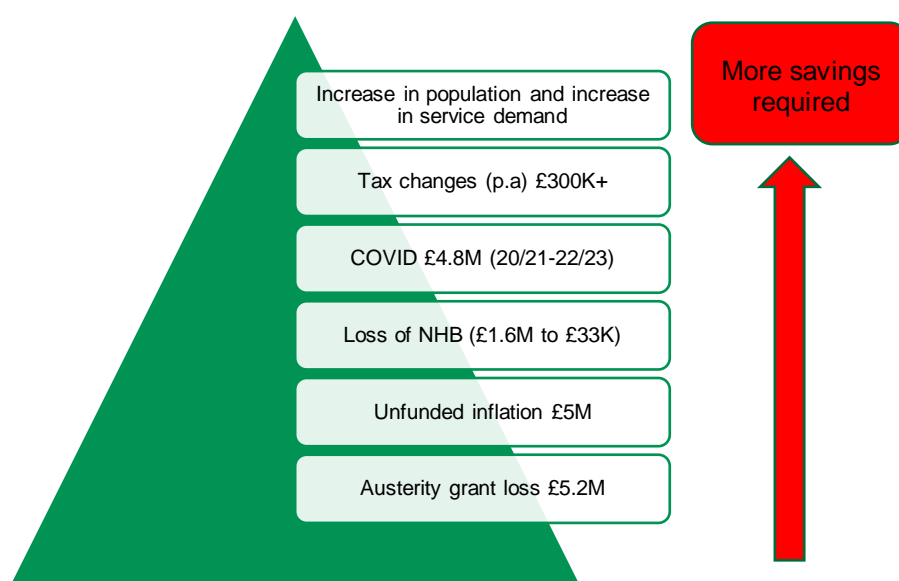 Increase in population and increase
in service demand
More savings
required
Tax changes (p.a) £300K+
COVID £4.8M (20/21-22/23)
Loss of NHB (£1.6M to £33K)
Unfunded inflation £5M
Austerity grant loss £5.2M